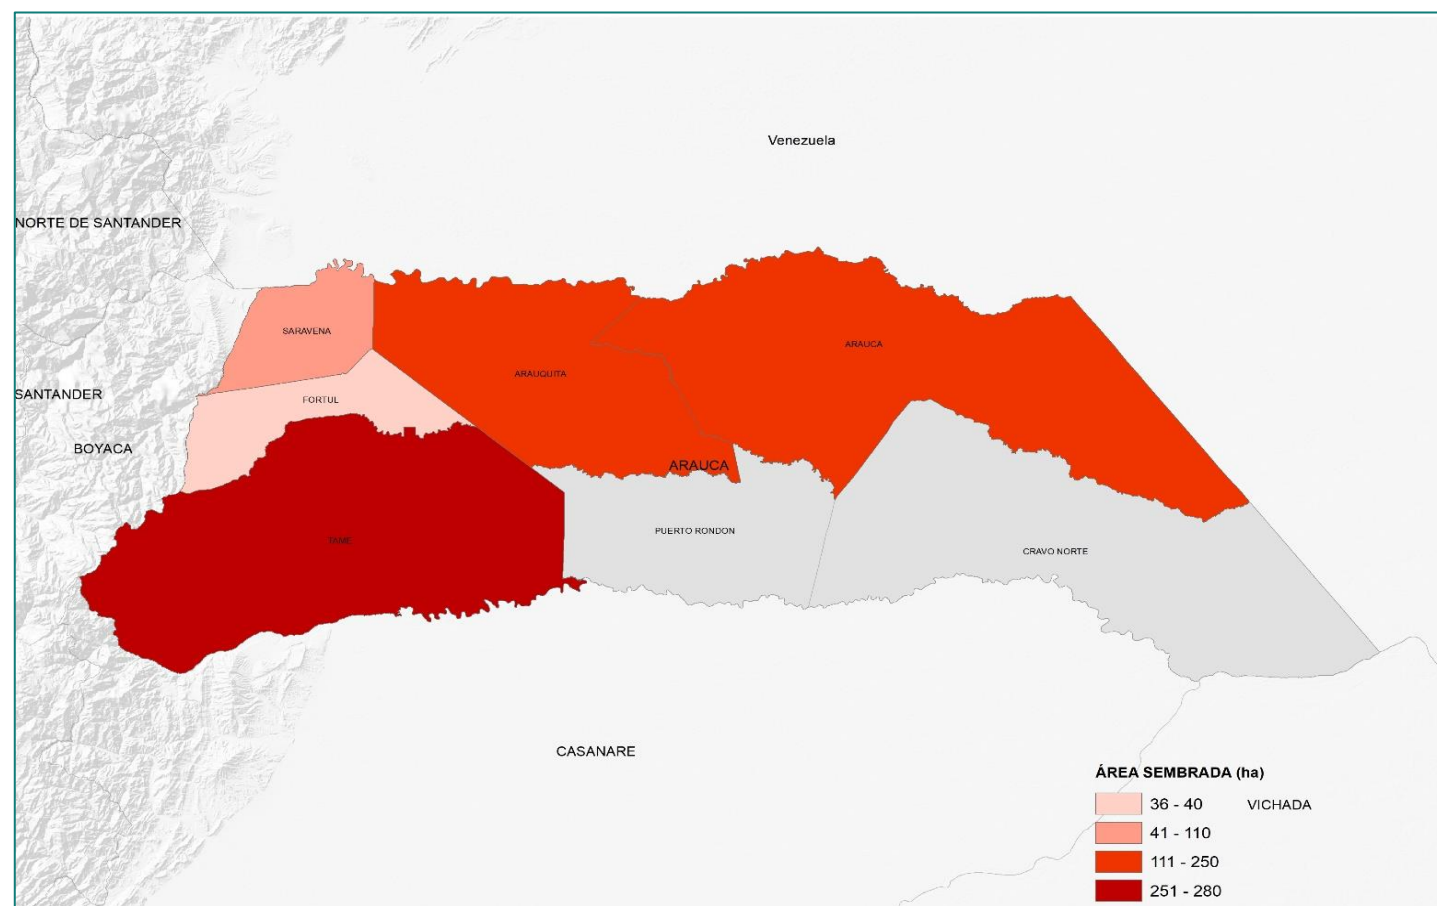 Venezuela
NORTE DE SANTANDER
SARAVENA
ARAUCA
ARAUQUITA
SANTANDER
FORTUL
BOYACA
ARAUCA
PUERTO RONDON
TAME
CRAVO NORTE
CASANARE
ÁREA SEMBRADA (ha)
36 - 40
VICHADA
41 - 110
111 - 250
251 - 280